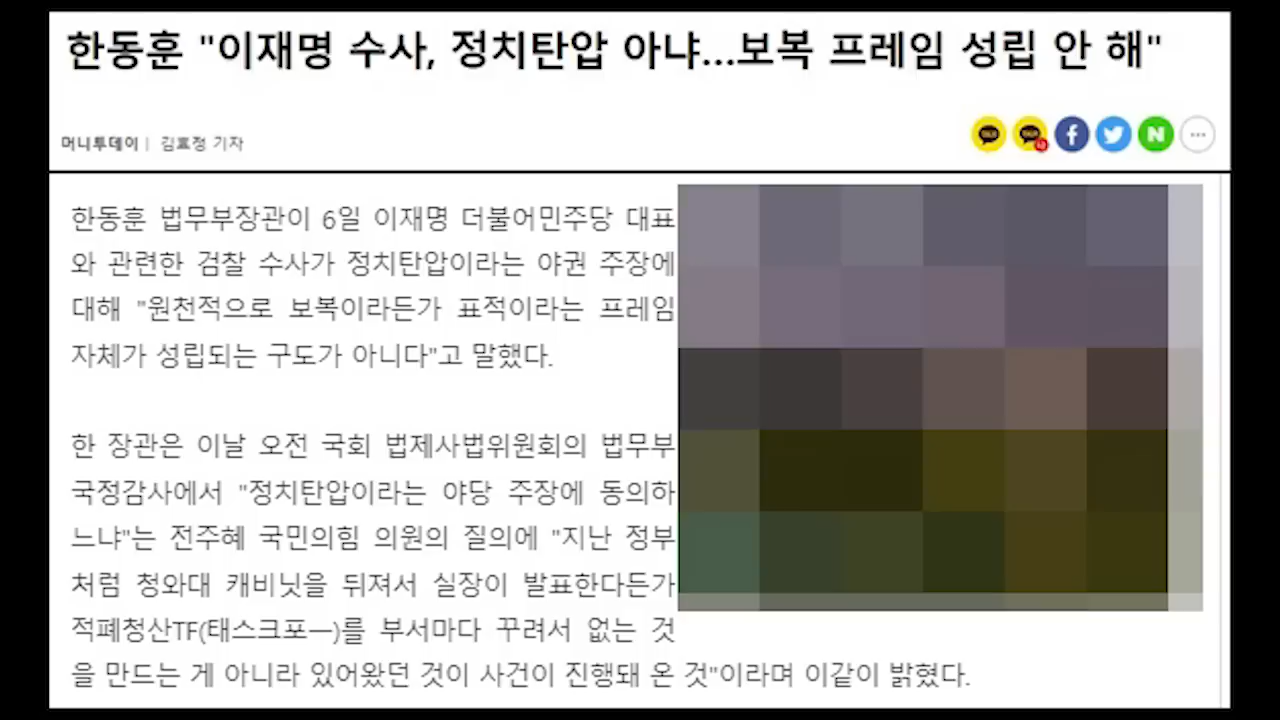 한동훈 "이재명 수사, 정치탄압 아냐...보복 프레임 성립 안 해"
머니투데이 | 김효정 기자
한동훈 법무부장관이 6일 이재명 더불어민주당 대표
와 관련한 검찰 수사가 정치탄압이라는 야권 주장에
대해 "원천적으로 보복이라든가 표적이라는 프레임
자체가 성립되는 구도가 아니다"고 말했다.
한 장관은 이날 오전 국회 법제사법위원회의 법무부
국정감사에서 "정치탄압이라는 야당 주장에 동의하
느냐"는 전주혜 국민의힘 의원의 질의에 "지난 정부
처럼 청와대 캐비닛을 뒤져서 실장이 발표한다든가
적폐청산TF(태스크포ㅡ)를 부서마다 꾸려서 없는 것
을 만드는 게 아니라 있어왔던 것이 사건이 진행돼 온 것"이라며 이같이 밝혔다.